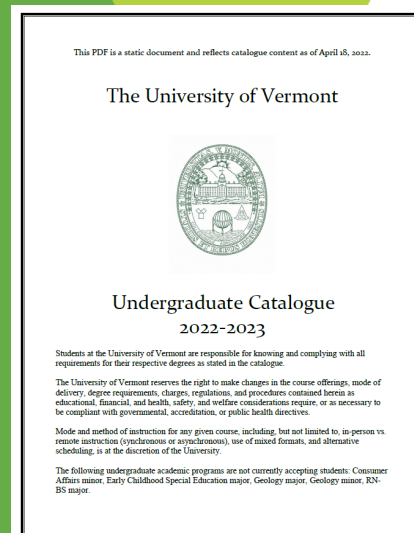 This PDF is a static document and reflects catalogue content as of April 18, 2022.
The University of Vermont
Undergraduate Catalogue
2022-2023
Students at the University of Vermont are responsible for knowing and complying with all
requirements for their respective degrees as stated in the catalogue.
The University of Vermont reserves the right to make changes in the course offerings, mode of
delivery, degree requirements, charges, regulations, and procedures contained herein as
educational, financial, and health, safety, and welfare considerations require, or as necessary to
be compliant with governmental, accreditation, or public health directives.
Mode and method of instruction for any given course, including, but not limited to, in-person vs.
remote instruction (synchronous or asynchronous), use of mixed formats, and alternative
scheduling, is at the discretion of the University.
The following undergraduate academic programs are not currently accepting students: Consumer
Affairs minor, Early Childhood Special Education major, Geology major, Geology minor, RN-
BS major.